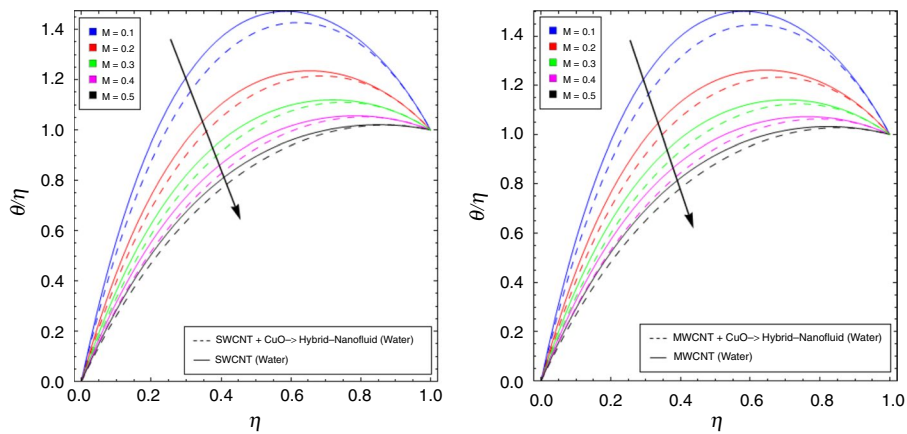 1.4
1.2
1.0
0.8
0.6
0.4
0.2
0.0
θ/η
M = 0.1
M = 0.2
M = 0.3
M = 0.4
M = 0.5
SWCNT + CuO–> Hybrid–Nanofluid (Water)
SWCNT (Water)
0.0 0.2 0.4 0.6 0.8 1.0
η
1.4
1.2
1.0
0.8
0.6
0.4
0.2
0.0
θ/η
M = 0.1
M = 0.2
M = 0.3
M = 0.4
M = 0.5
MWCNT + CuO–> Hybrid–Nanofluid (Water)
MWCNT (Water)
0.0 0.2 0.4 0.6 0.8 1.0
η